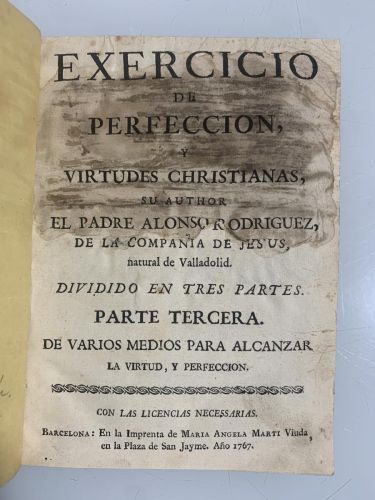 EXERCICIO
DE
PERFECCION,
Y
VIRTUDES CHRISTIANAS,
SU AUTHOR
EL PADRE ALONSO RODRIGUEZ,
DE LA COMPAÑIA DE JESUS,
natural de Valladolid.
DIVIDIDO EN TRES PARTES.
PARTE TERCERA.
DE VARIOS MEDIOS PARA ALCANZAR
LA VIRTUD, Y PERFECCION.
CON LAS LICENCIAS NECESSARIAS.
BARCELONA: En la Imprenta de MARIA ANGELA MARTI Viuda,
en la Plaza de San Jayme. Año 1767.